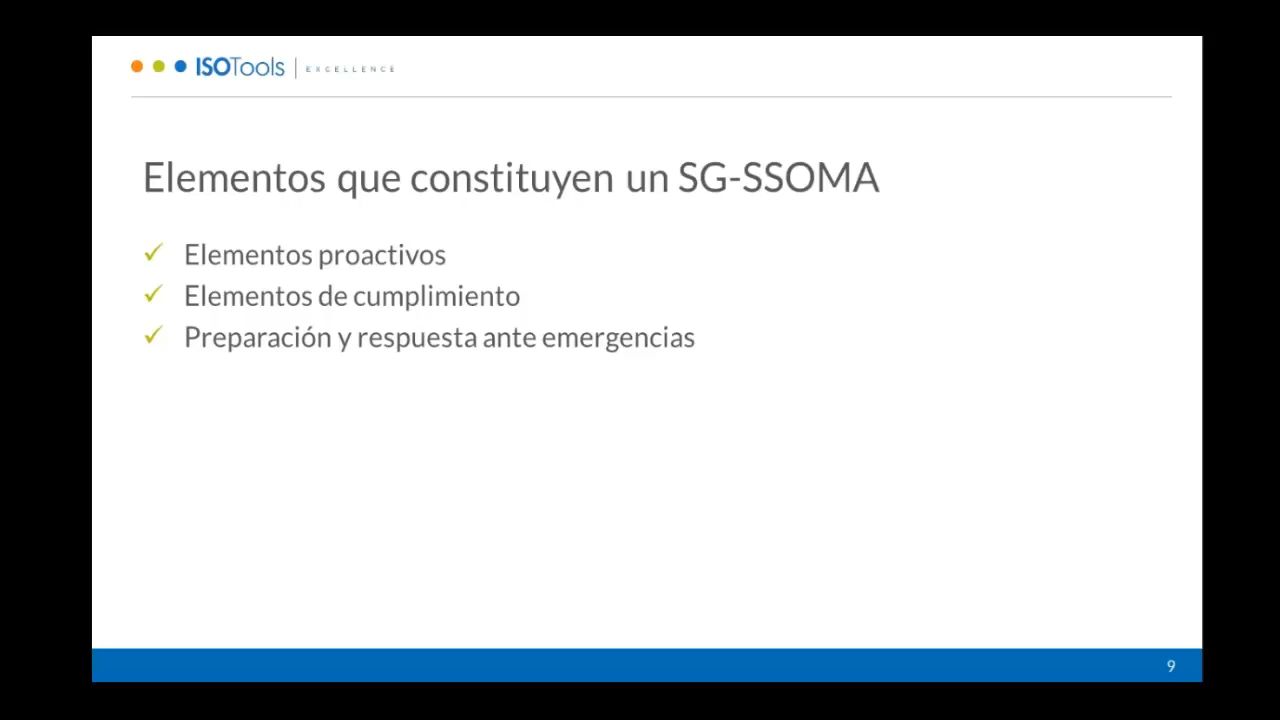 ISOTools | EXCELLENCE
Elementos que constituyen un SG-SSOMA
✓ Elementos proactivos
✓ Elementos de cumplimiento
✓ Preparación y respuesta ante emergencias
9